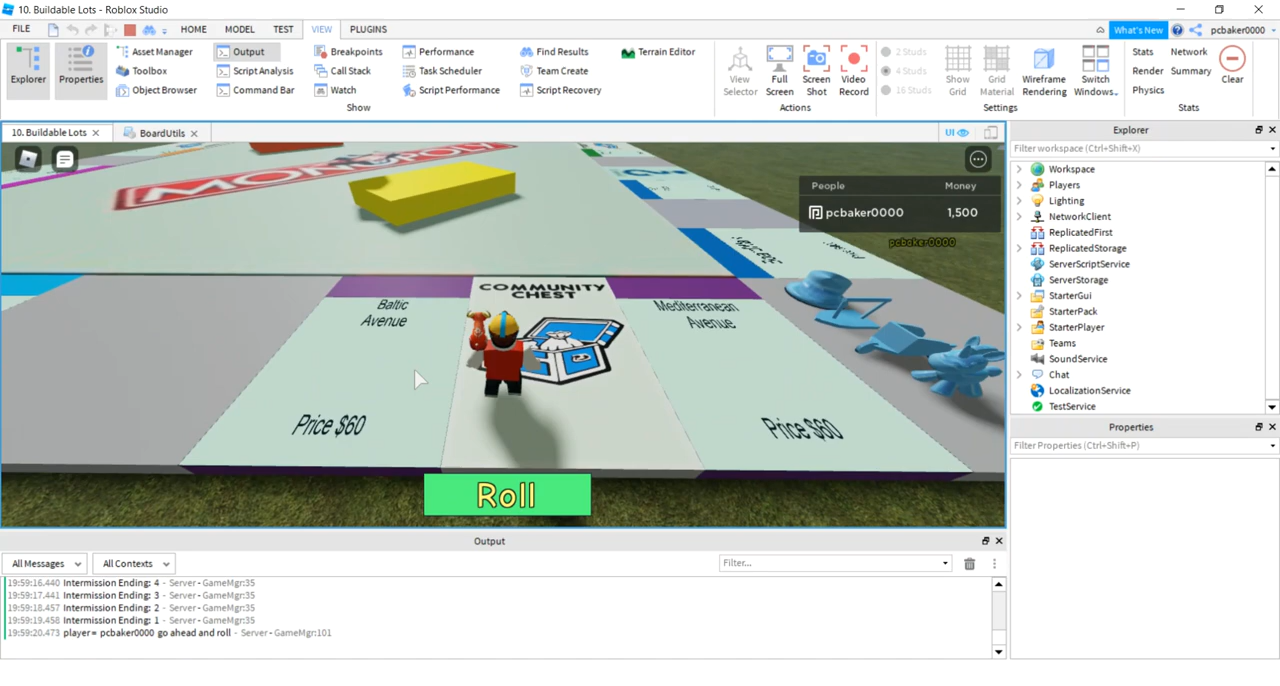 10. Buildable Lots - Roblox Studio
FILE HOME MODEL TEST VIEW PLUGINS What's New pcbaker0000
Explorer
Properties
Asset Manager
Toolbox
Object Browser
Output
Script Analysis
Command Bar
Breakpoints
Call Stack
Watch
Performance
Task Scheduler
Script Performance
Find Results
Team Create
Script Recovery
Terrain Editor
Show
View Selector
Full Screen
Screen Shot
Video Record
Actions
2 Studs
4 Studs
16 Studs
Show Grid
Grid Material
Wireframe Rendering
Switch Windows
Settings
Stats Network
Render Summary
Physics
Clear
Stats
10. Buildable Lots
BoardUtils
UI
MONOPOLY
People Money
pcbaker0000 1,500
pcbaker0000
Baltic
Avenue
Price $60
COMMUNITY
CHEST
Mediterranean
Avenue
Price $60
Roll
Explorer
Filter workspace (Ctrl+Shift+X)
Workspace
Players
Lighting
NetworkClient
ReplicatedFirst
ReplicatedStorage
ServerScriptService
ServerStorage
StarterGui
StarterPack
StarterPlayer
Teams
SoundService
Chat
LocalizationService
TestService
Properties
Filter Properties (Ctrl+Shift+P)
Output
All Messages All Contexts Filter...
19:59:16.440 Intermission Ending: 4 - Server - GameMgr:35
19:59:17.441 Intermission Ending: 3 - Server - GameMgr:35
19:59:18.457 Intermission Ending: 2 - Server - GameMgr:35
19:59:19.458 Intermission Ending: 1 - Server - GameMgr:35
19:59:20.473 player= pcbaker0000 go ahead and roll - Server - GameMgr:101